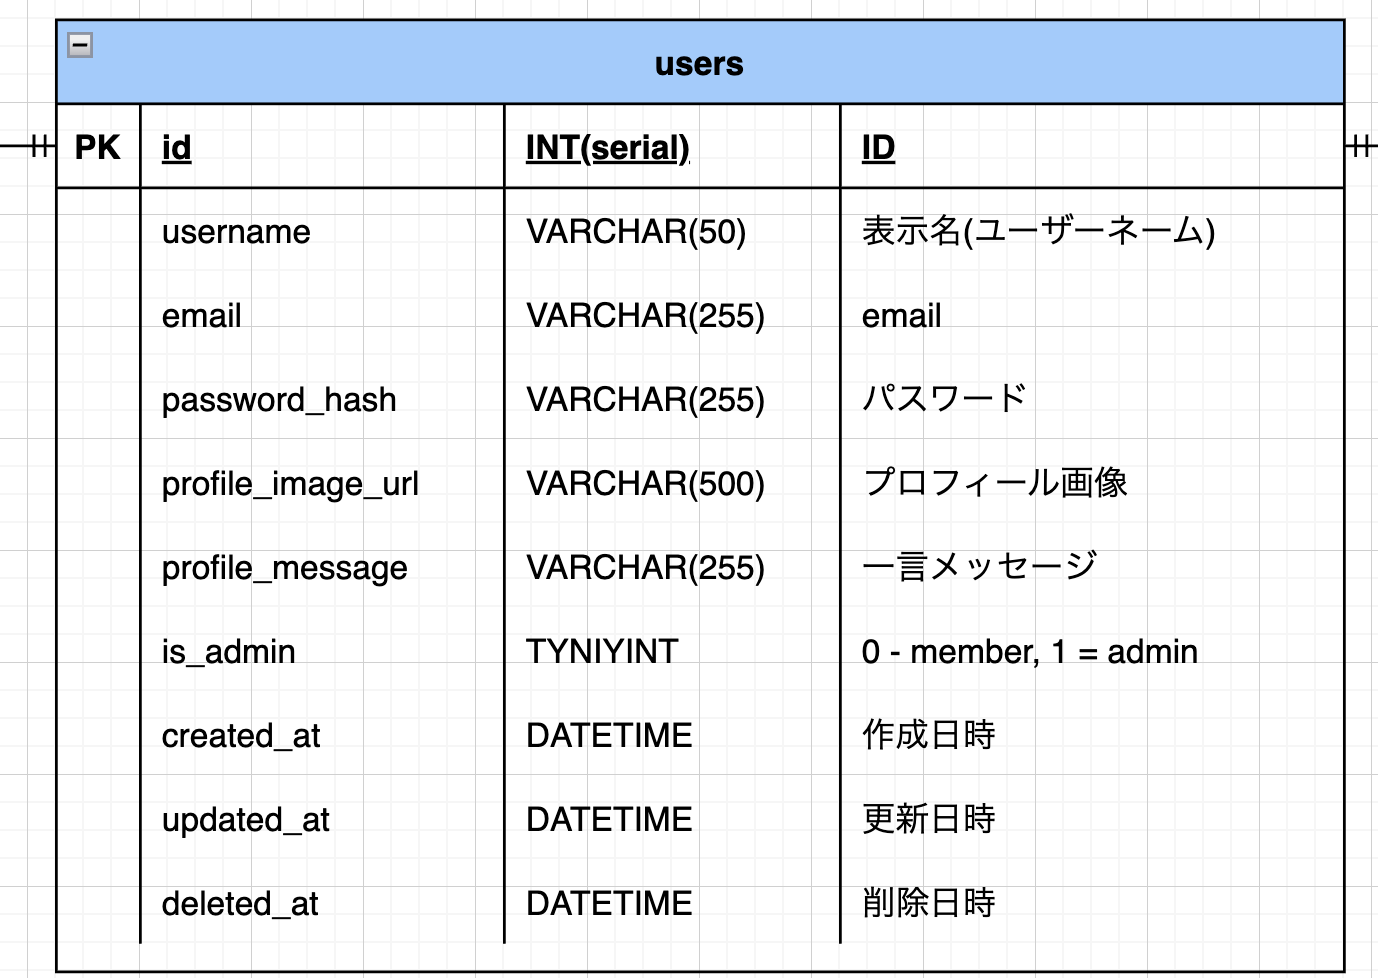 users
PK id INT(serial) ID
username VARCHAR(50) 表示名(ユーザーネーム)
email VARCHAR(255) email
password_hash VARCHAR(255) パスワード
profile_image_url VARCHAR(500) プロフィール画像
profile_message VARCHAR(255) 一言メッセージ
is_admin TYNIYINT 0 - member, 1 = admin
created_at DATETIME 作成日時
updated_at DATETIME 更新日時
deleted_at DATETIME 削除日時